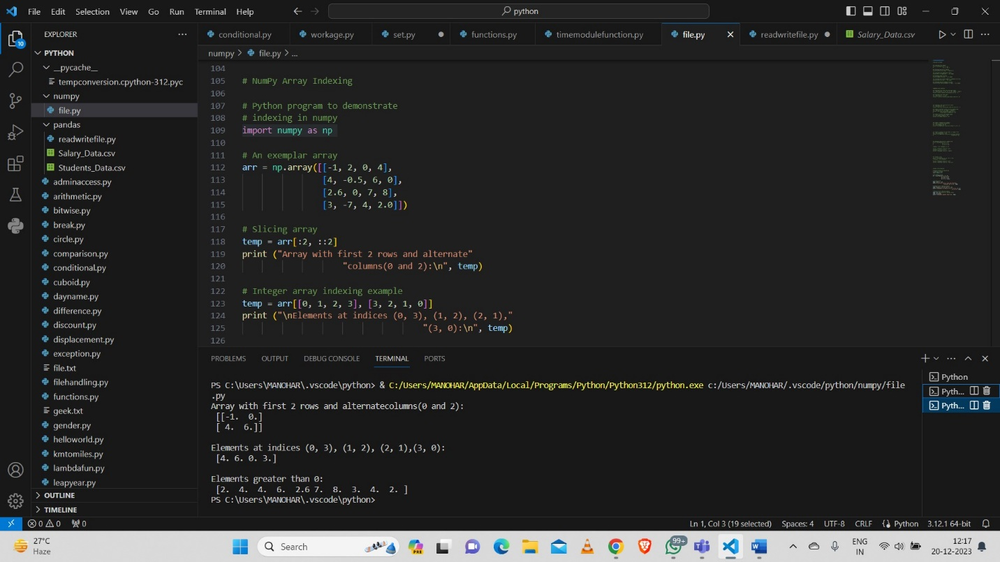 File Edit Selection View Go Run Terminal Help
python
EXPLORER
conditional.py
workage.py
set.py
functions.py
timemodulefunction.py
file.py
readwritefile.py
Salary_Data.csv
numpy > file.py > ...
10
PYTHON
__pycache__
tempconversion.cpython-312.pyc
numpy
file.py
pandas
readwritefile.py
Salary_Data.csv
Students_Data.csv
adminaccess.py
arithmetic.py
bitwise.py
break.py
circle.py
comparison.py
conditional.py
cuboid.py
dayname.py
difference.py
discount.py
displacement.py
exception.py
file.txt
filehandling.py
functions.py
geek.txt
gender.py
helloworld.py
kmtomiles.py
lambdafun.py
leapyear.py
OUTLINE
TIMELINE
104
105 # NumPy Array Indexing
106
107 # Python program to demonstrate
108 # indexing in numpy
109 import numpy as np
110
111 # An exemplar array
112 arr = np.array([[-1, 2, 0, 4],
113 [4, -0.5, 6, 0],
114 [2.6, 0, 7, 8],
115 [3, -7, 4, 2.0]])
116
117 # Slicing array
118 temp = arr[:2, ::2]
119 print ("Array with first 2 rows and alternate"
120 "columns(0 and 2):\n", temp)
121
122 # Integer array indexing example
123 temp = arr[[0, 1, 2, 3], [3, 2, 1, 0]]
124 print ("\nElements at indices (0, 3), (1, 2), (2, 1),"
125 "(3, 0):\n", temp)
126
PROBLEMS OUTPUT DEBUG CONSOLE TERMINAL PORTS
PS C:\Users\MANOHAR\.vscode\python> & C:/Users/MANOHAR/AppData/Local/Programs/Python/Python312/python.exe c:/Users/MANOHAR/.vscode/python/numpy/file
.py
Array with first 2 rows and alternatecolumns(0 and 2):
[[-1. 0.]
[ 4. 6.]]
Elements at indices (0, 3), (1, 2), (2, 1),(3, 0):
[4. 6. 0. 3.]
Elements greater than 0:
[2. 4. 4. 6. 2.6 7. 8. 3. 4. 2. ]
PS C:\Users\MANOHAR\.vscode\python>
Python
Pyth...
Pyth...
0 0 0
Ln 1, Col 3 (19 selected) Spaces: 4 UTF-8 CRLF Python 3.12.1 64-bit
27°C
Haze
Search
PRE
99+
ENG
IN
12:17
20-12-2023